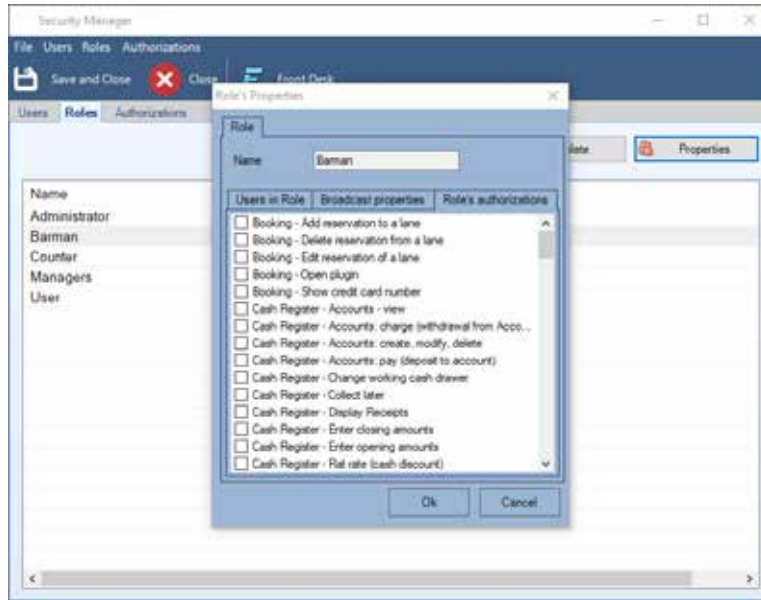 Security Manager
File Users Roles Authorizations
Save and Close Close Front Desk
Role's Properties
Users Roles Authorizations
Role
Properties
Name Barman
Users in Role Broadcast properties Role's authorizations
Name
Administrator
Barman
Counter
Managers
User
Booking - Add reservation to a lane
Booking - Delete reservation from a lane
Booking - Edit reservation of a lane
Booking - Open plugin
Booking - Show credit card number
Cash Register - Accounts - view
Cash Register - Accounts: charge (withdrawal from Acco...
Cash Register - Accounts: create, modify, delete
Cash Register - Accounts: pay (deposit to account)
Cash Register - Change working cash drawer
Cash Register - Collect later
Cash Register - Display Receipts
Cash Register - Enter closing amounts
Cash Register - Enter opening amounts
Cash Register - Flat rate (cash discount)
Ok Cancel